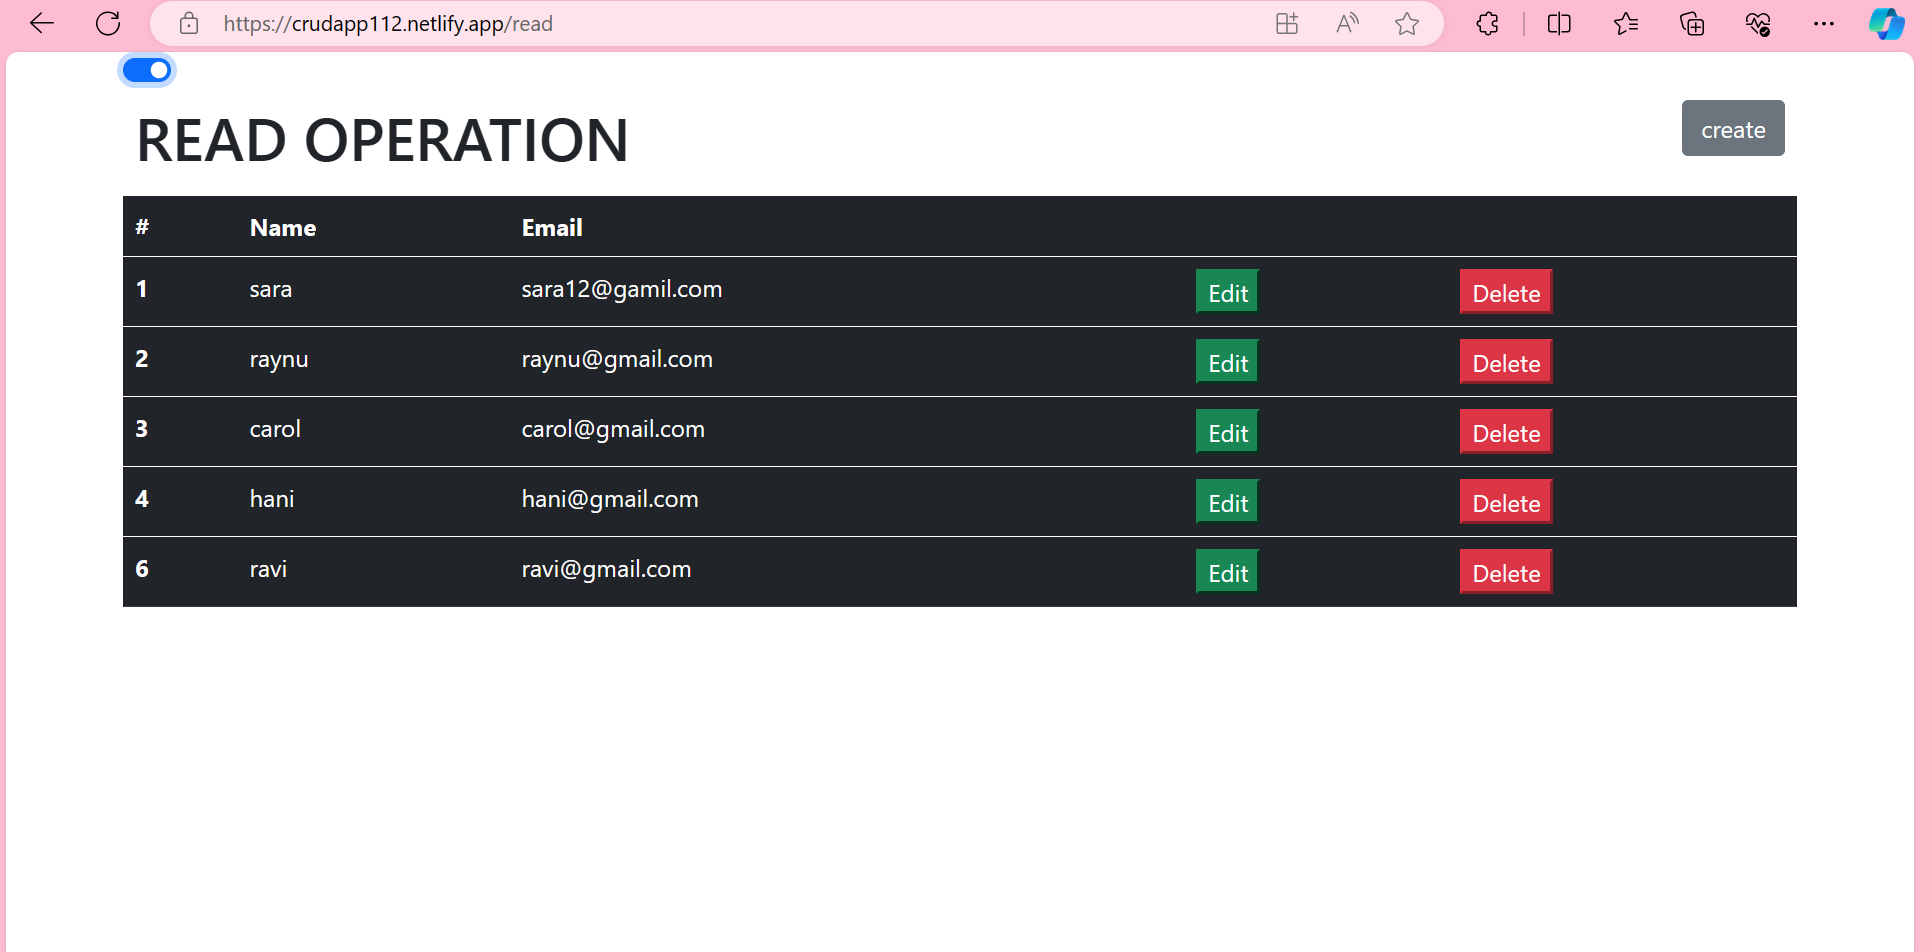 https://crudapp112.netlify.app/read
READ OPERATION
create
# Name Email
1 sara sara12@gamil.com Edit Delete
2 raynu raynu@gmail.com Edit Delete
3 carol carol@gmail.com Edit Delete
4 hani hani@gmail.com Edit Delete
6 ravi ravi@gmail.com Edit Delete